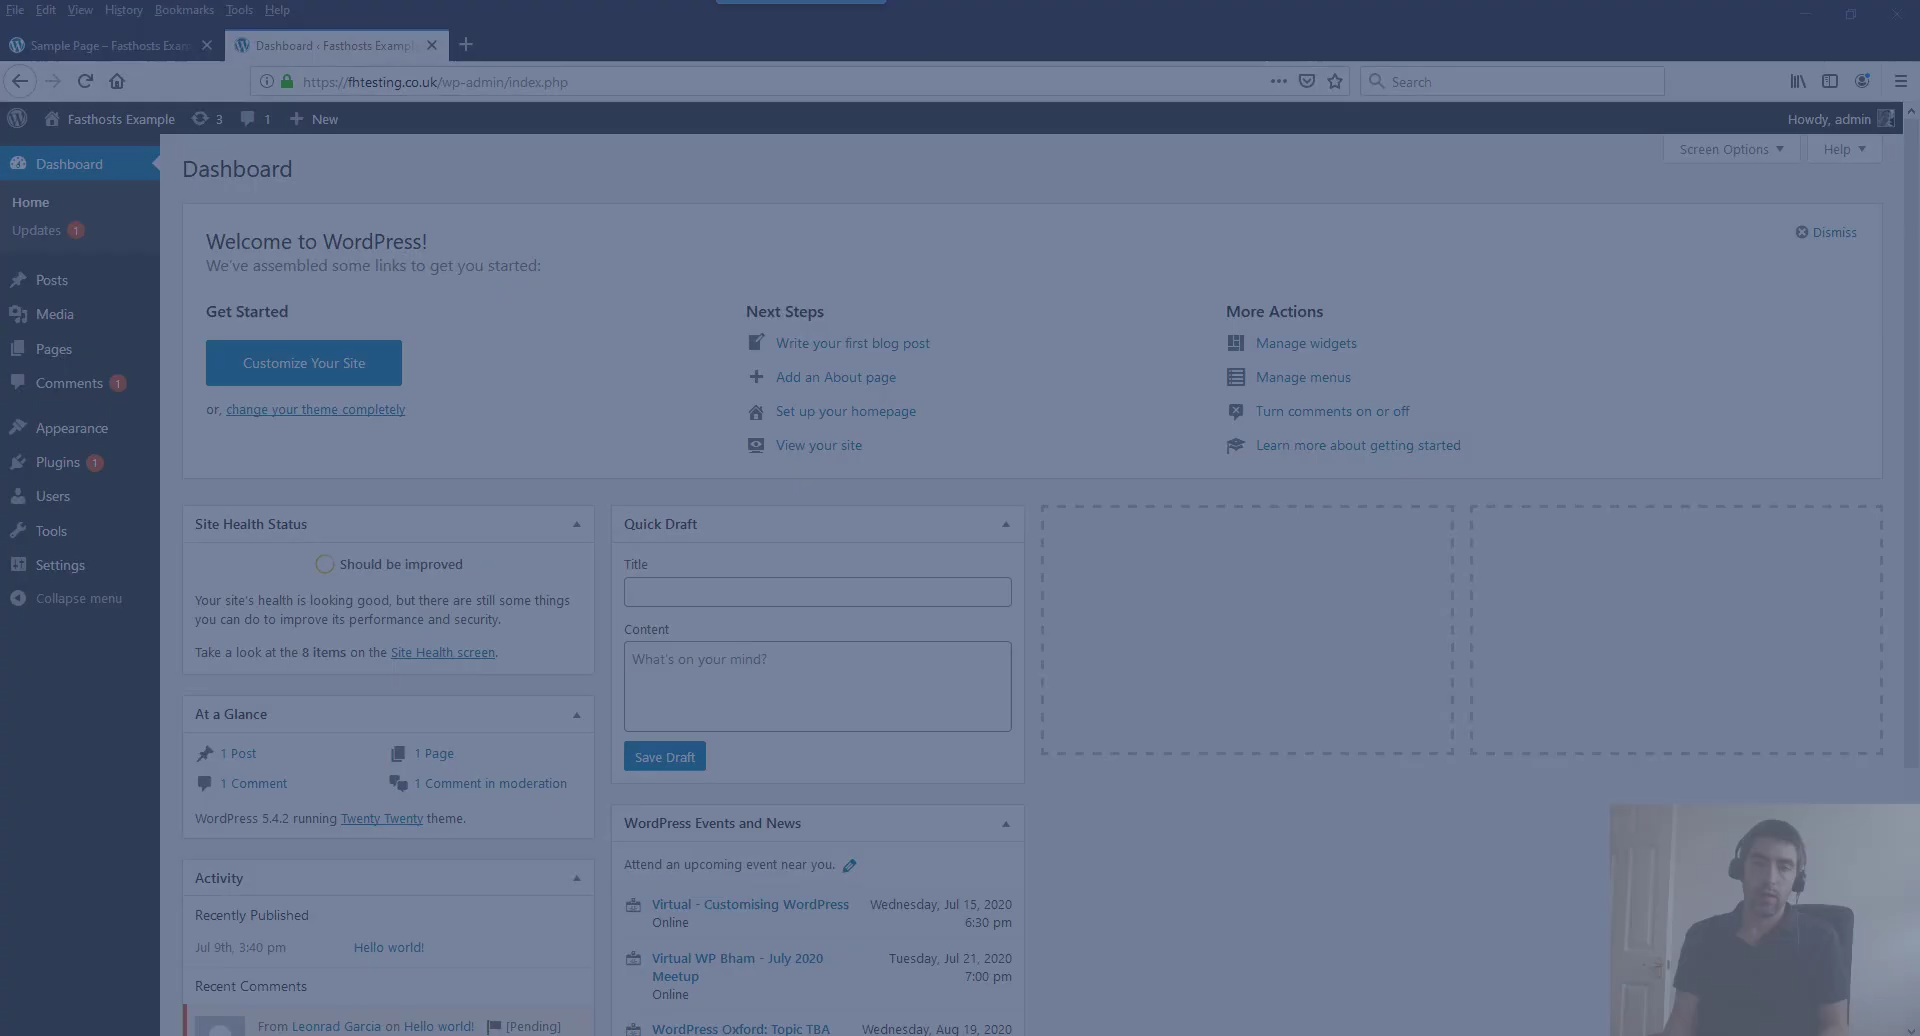 File Edit View History Bookmarks Tools Help
Sample Page – Fasthosts Exam
Dashboard ‹ Fasthosts Exampl
https://fhtesting.co.uk/wp-admin/index.php
Search
Fasthosts Example 3 1 New
Howdy, admin
Dashboard
Home
Updates 1
Posts
Media
Pages
Comments 1
Appearance
Plugins 1
Users
Tools
Settings
Collapse menu
Dashboard
Screen Options
Help
Welcome to WordPress!
We've assembled some links to get you started:
Dismiss
Get Started
Customize Your Site
or, change your theme completely
Next Steps
Write your first blog post
Add an About page
Set up your homepage
View your site
More Actions
Manage widgets
Manage menus
Turn comments on or off
Learn more about getting started
Site Health Status
Should be improved
Your site's health is looking good, but there are still some things
you can do to improve its performance and security.
Take a look at the 8 items on the Site Health screen.
At a Glance
1 Post
1 Page
1 Comment
1 Comment in moderation
WordPress 5.4.2 running Twenty Twenty theme.
Activity
Recently Published
Jul 9th, 3:40 pm
Hello world!
Recent Comments
From Leonrad Garcia on Hello world! [Pending]
Quick Draft
Title
Content
What's on your mind?
Save Draft
WordPress Events and News
Attend an upcoming event near you.
Virtual - Customising WordPress
Online
Wednesday, Jul 15, 2020
6:30 pm
Virtual WP Bham - July 2020
Meetup
Online
Tuesday, Jul 21, 2020
7:00 pm
WordPress Oxford: Topic TBA
Wednesday, Aug 19, 2020